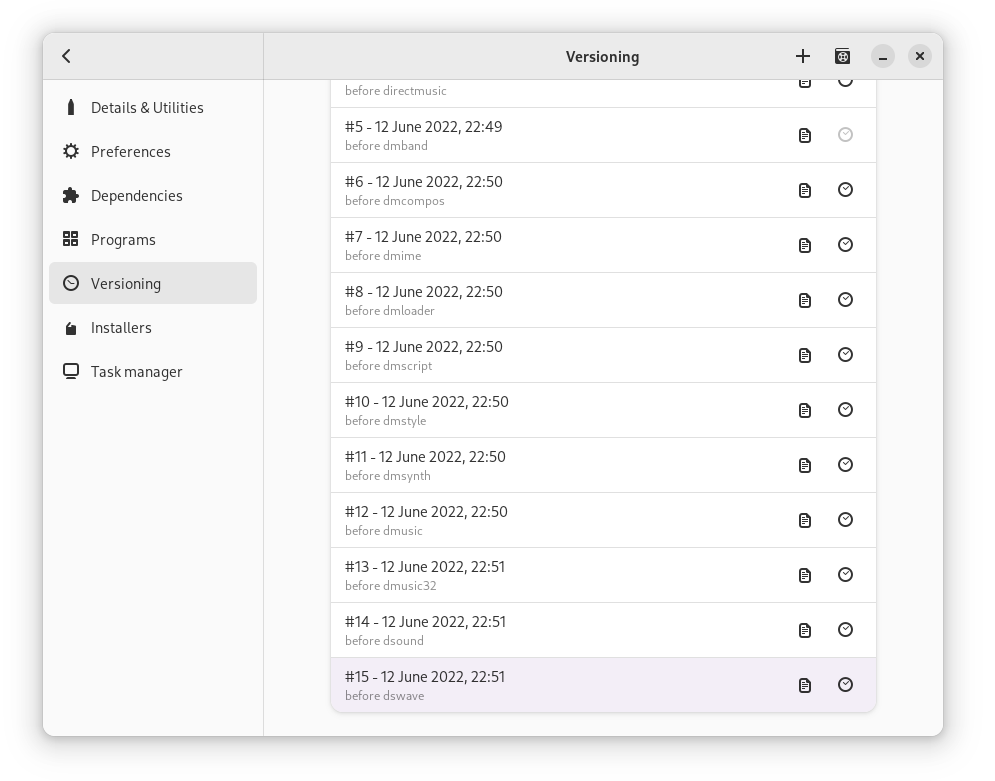 Versioning
Details & Utilities
Preferences
Dependencies
Programs
Versioning
Installers
Task manager
before directmusic
#5 - 12 June 2022, 22:49
before dmband
#6 - 12 June 2022, 22:50
before dmcompos
#7 - 12 June 2022, 22:50
before dmime
#8 - 12 June 2022, 22:50
before dmloader
#9 - 12 June 2022, 22:50
before dmscript
#10 - 12 June 2022, 22:50
before dmstyle
#11 - 12 June 2022, 22:50
before dmsynth
#12 - 12 June 2022, 22:50
before dmusic
#13 - 12 June 2022, 22:51
before dmusic32
#14 - 12 June 2022, 22:51
before dsound
#15 - 12 June 2022, 22:51
before dswave